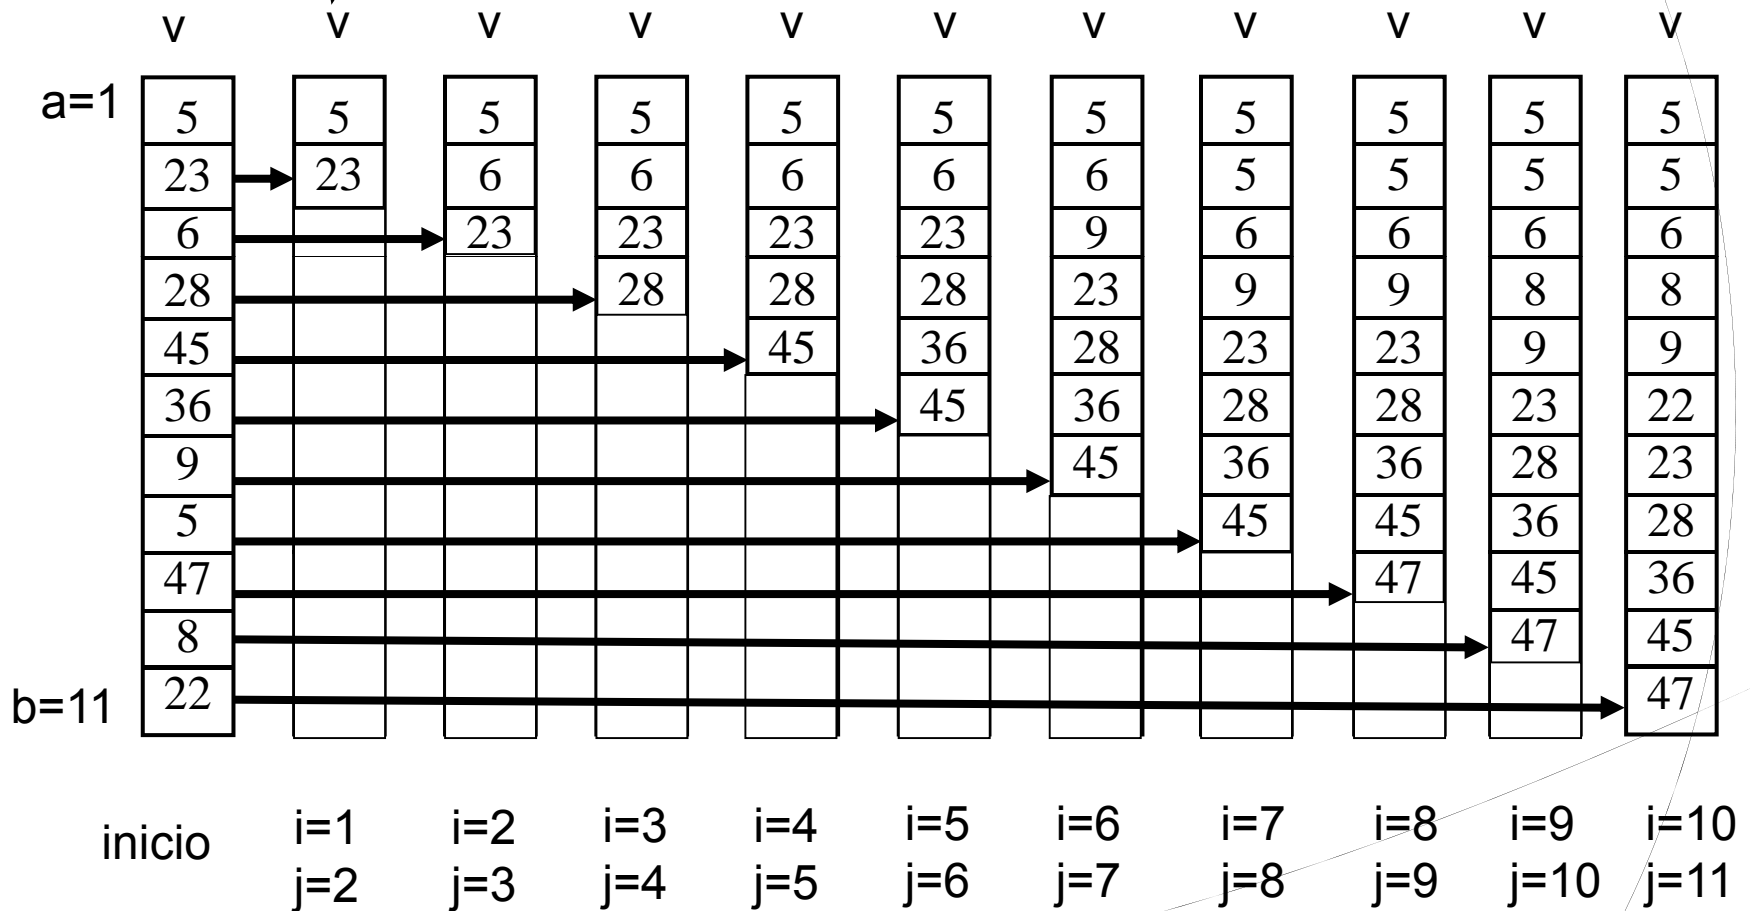 v v v v v v v v v v v
a=1 5 5 5 5 5 5 5 5 5 5 5
23 23 6 6 6 6 6 5 5 5 5
6 23 23 23 23 9 6 6 6 6
28 28 28 28 23 9 9 8 8
45 45 36 28 23 23 9 9
36 45 36 28 28 23 22
9 45 36 36 28 23
5 45 45 36 28
47 47 45 36
8 47 45
b=11 22 47
inicio i=1 i=2 i=3 i=4 i=5 i=6 i=7 i=8 i=9 i=10
j=2 j=3 j=4 j=5 j=6 j=7 j=8 j=9 j=10 j=11